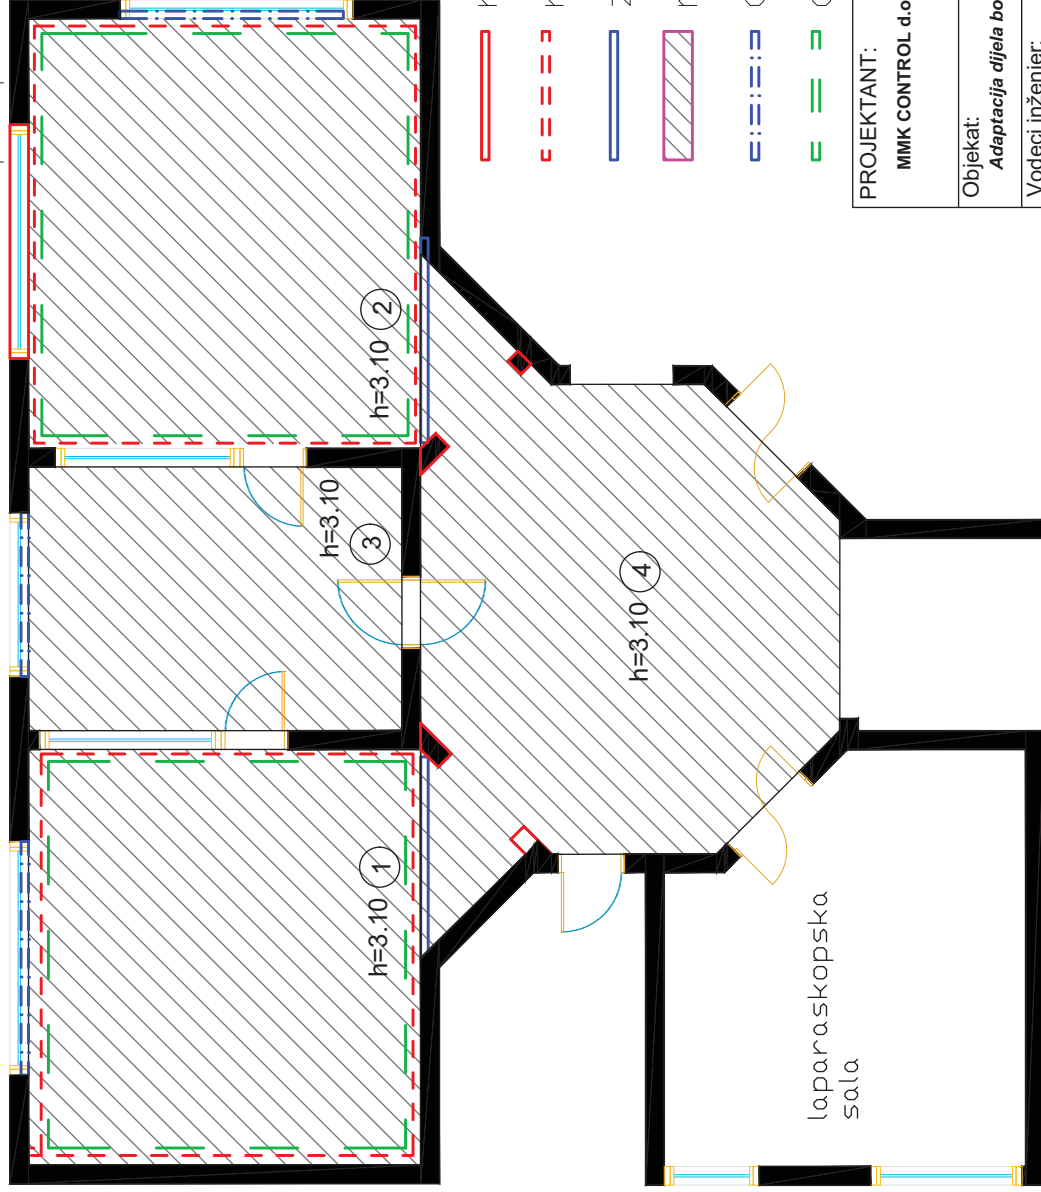 h=3.10 2
h=3.10
3
h=3.10 4
h=3.10 1
laparaskopska
sala
PROJEKTANT:
MMK CONTROL d.o
Objekat:
Adaptacija dijela bo
Vodeći inženjer: